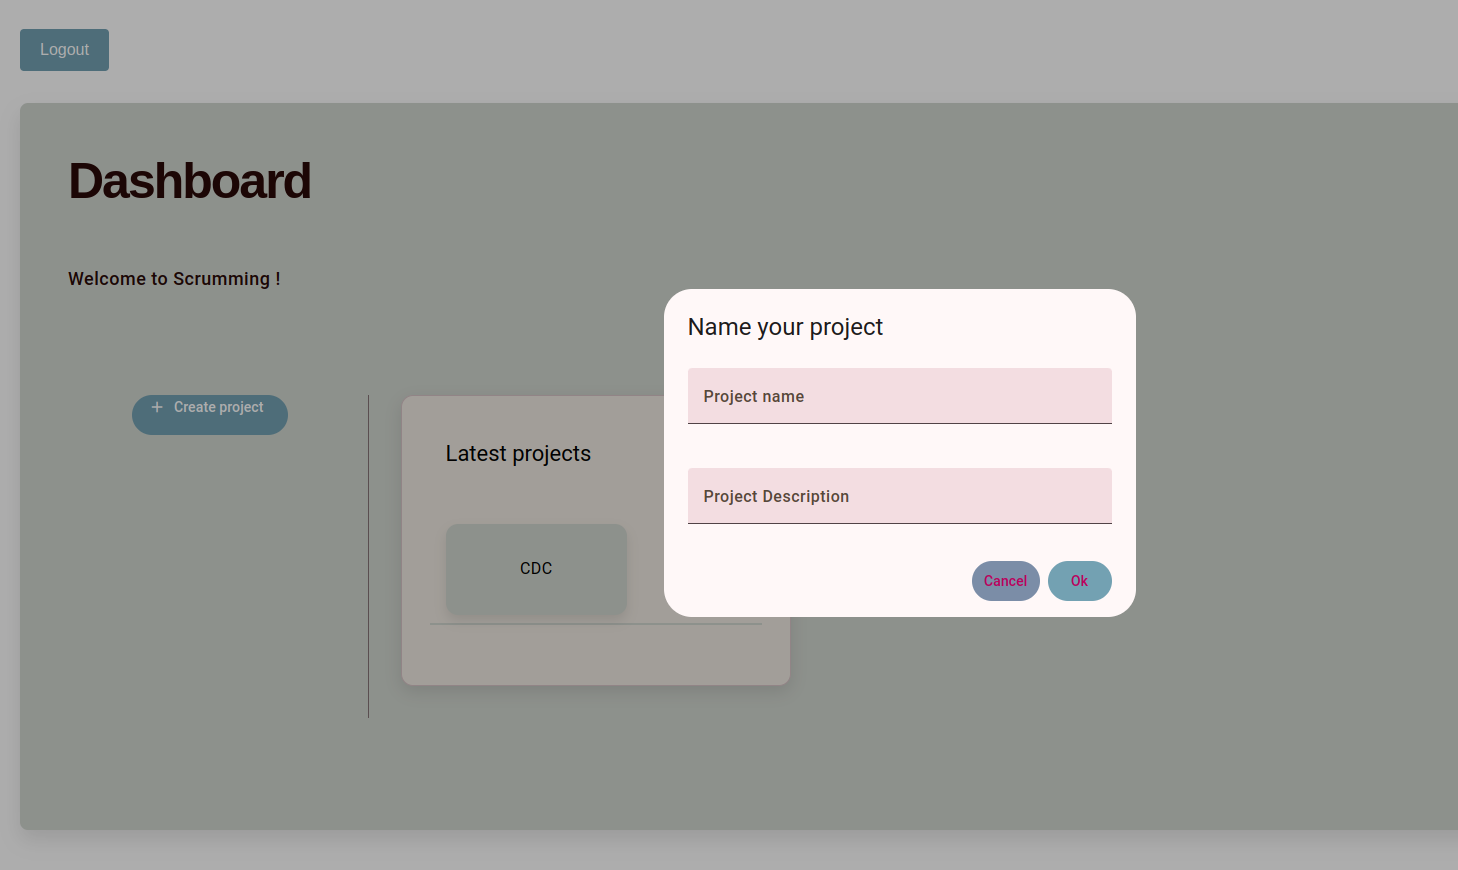 Logout
Dashboard
Welcome to Scrumming !
+ Create project
Latest projects
CDC
Name your project
Project name
Project Description
Cancel
Ok